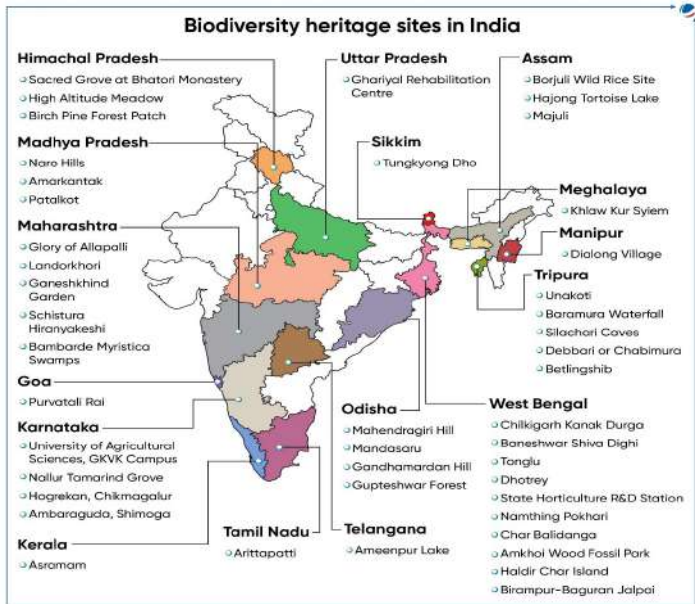 Biodiversity heritage sites in India
Himachal Pradesh
Sacred Grove at Bhatori Monastery
High Altitude Meadow
Birch Pine Forest Patch
Madhya Pradesh
Naro Hills
Amarkantak
Patalkot
Maharashtra
Glory of Allapalli
Landorkhori
Ganeshkhind
Garden
Schistura
Hiranyakeshi
Bambarde Myristica
Swamps
Goa
Purvatali Rai
Karnataka
University of Agricultural
Sciences, GKVK Campus
Nallur Tamarind Grove
Hogrekan, Chikmagalur
Ambaraguda, Shimoga
Kerala
Asramam
Uttar Pradesh
Ghariyal Rehabilitation
Centre
Sikkim
Tungkyong Dho
Assam
Borjuli Wild Rice Site
Hajong Tortoise Lake
Majuli
Meghalaya
Khlaw Kur Syiem
Manipur
Dialong Village
Tripura
Unakoti
Baramura Waterfall
Silachari Caves
Debbari or Chabimura
Betlingshib
Odisha
Mahendragiri Hill
Mandasaru
Gandhamardan Hill
Gupteshwar Forest
West Bengal
Chilkigarh Kanak Durga
Baneshwar Shiva Dighi
Tonglu
Dhotrey
State Horticulture R&D Station
Namthing Pokhari
Char Balidanga
Amkhoi Wood Fossil Park
Haldir Char Island
Birampur-Baguran Jalpai
Tamil Nadu
Arittapatti
Telangana
Ameenpur Lake